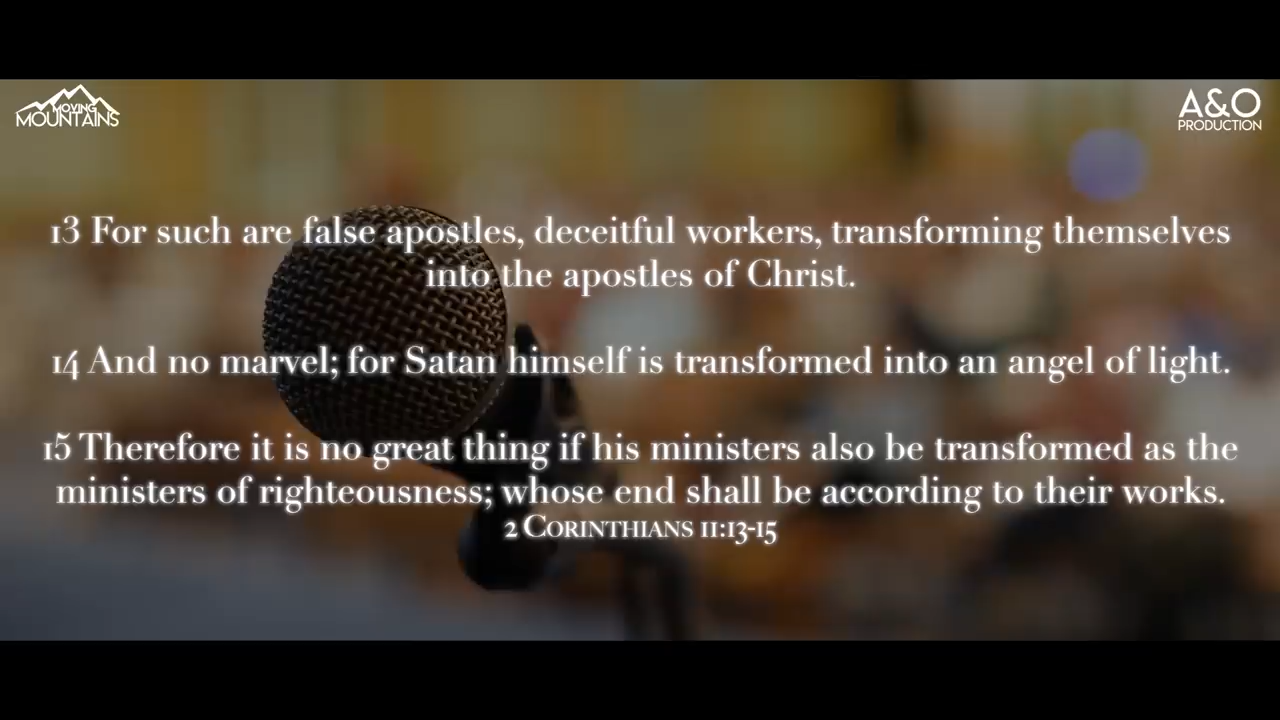 MOVING
MOUNTAINS
A&O
PRODUCTION
13 For such are false apostles, deceitful workers, transforming themselves
into the apostles of Christ.
14 And no marvel; for Satan himself is transformed into an angel of light.
15 Therefore it is no great thing if his ministers also be transformed as the
ministers of righteousness; whose end shall be according to their works.
2 CORINTHIANS 11:13-15